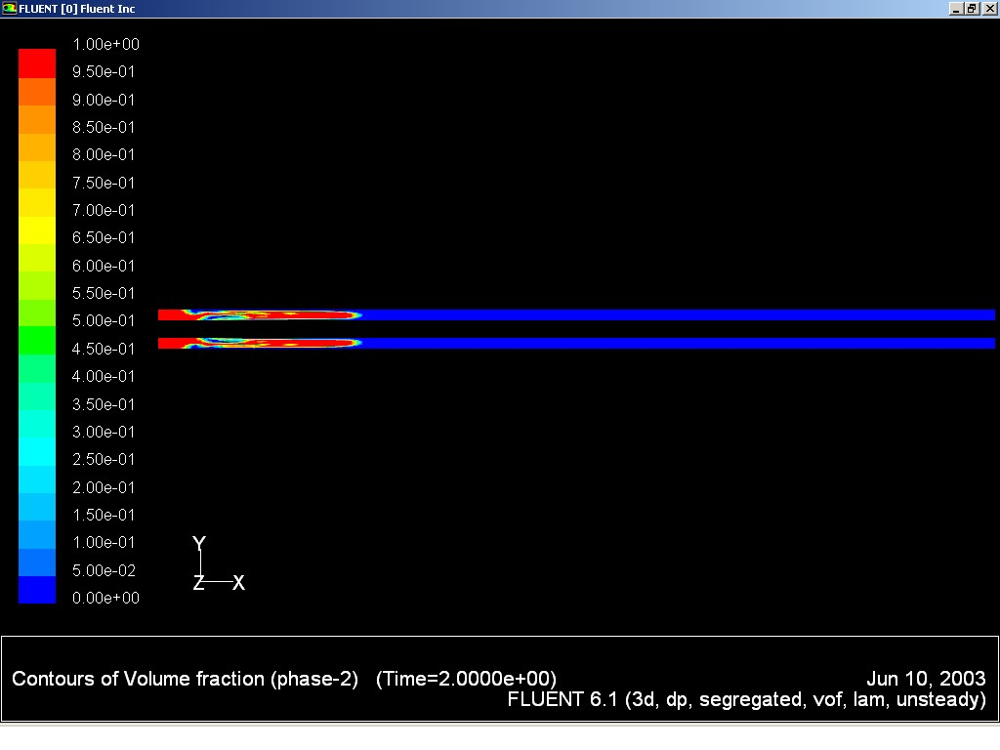 FLUENT [0] Fluent Inc
1.00e+00
9.50e-01
9.00e-01
8.50e-01
8.00e-01
7.50e-01
7.00e-01
6.50e-01
6.00e-01
5.50e-01
5.00e-01
4.50e-01
4.00e-01
3.50e-01
3.00e-01
2.50e-01
2.00e-01
1.50e-01
1.00e-01
5.00e-02
0.00e+00
Y
Z X
Contours of Volume fraction (phase-2) (Time=2.0000e+00) Jun 10, 2003
FLUENT 6.1 (3d, dp, segregated, vof, lam, unsteady)